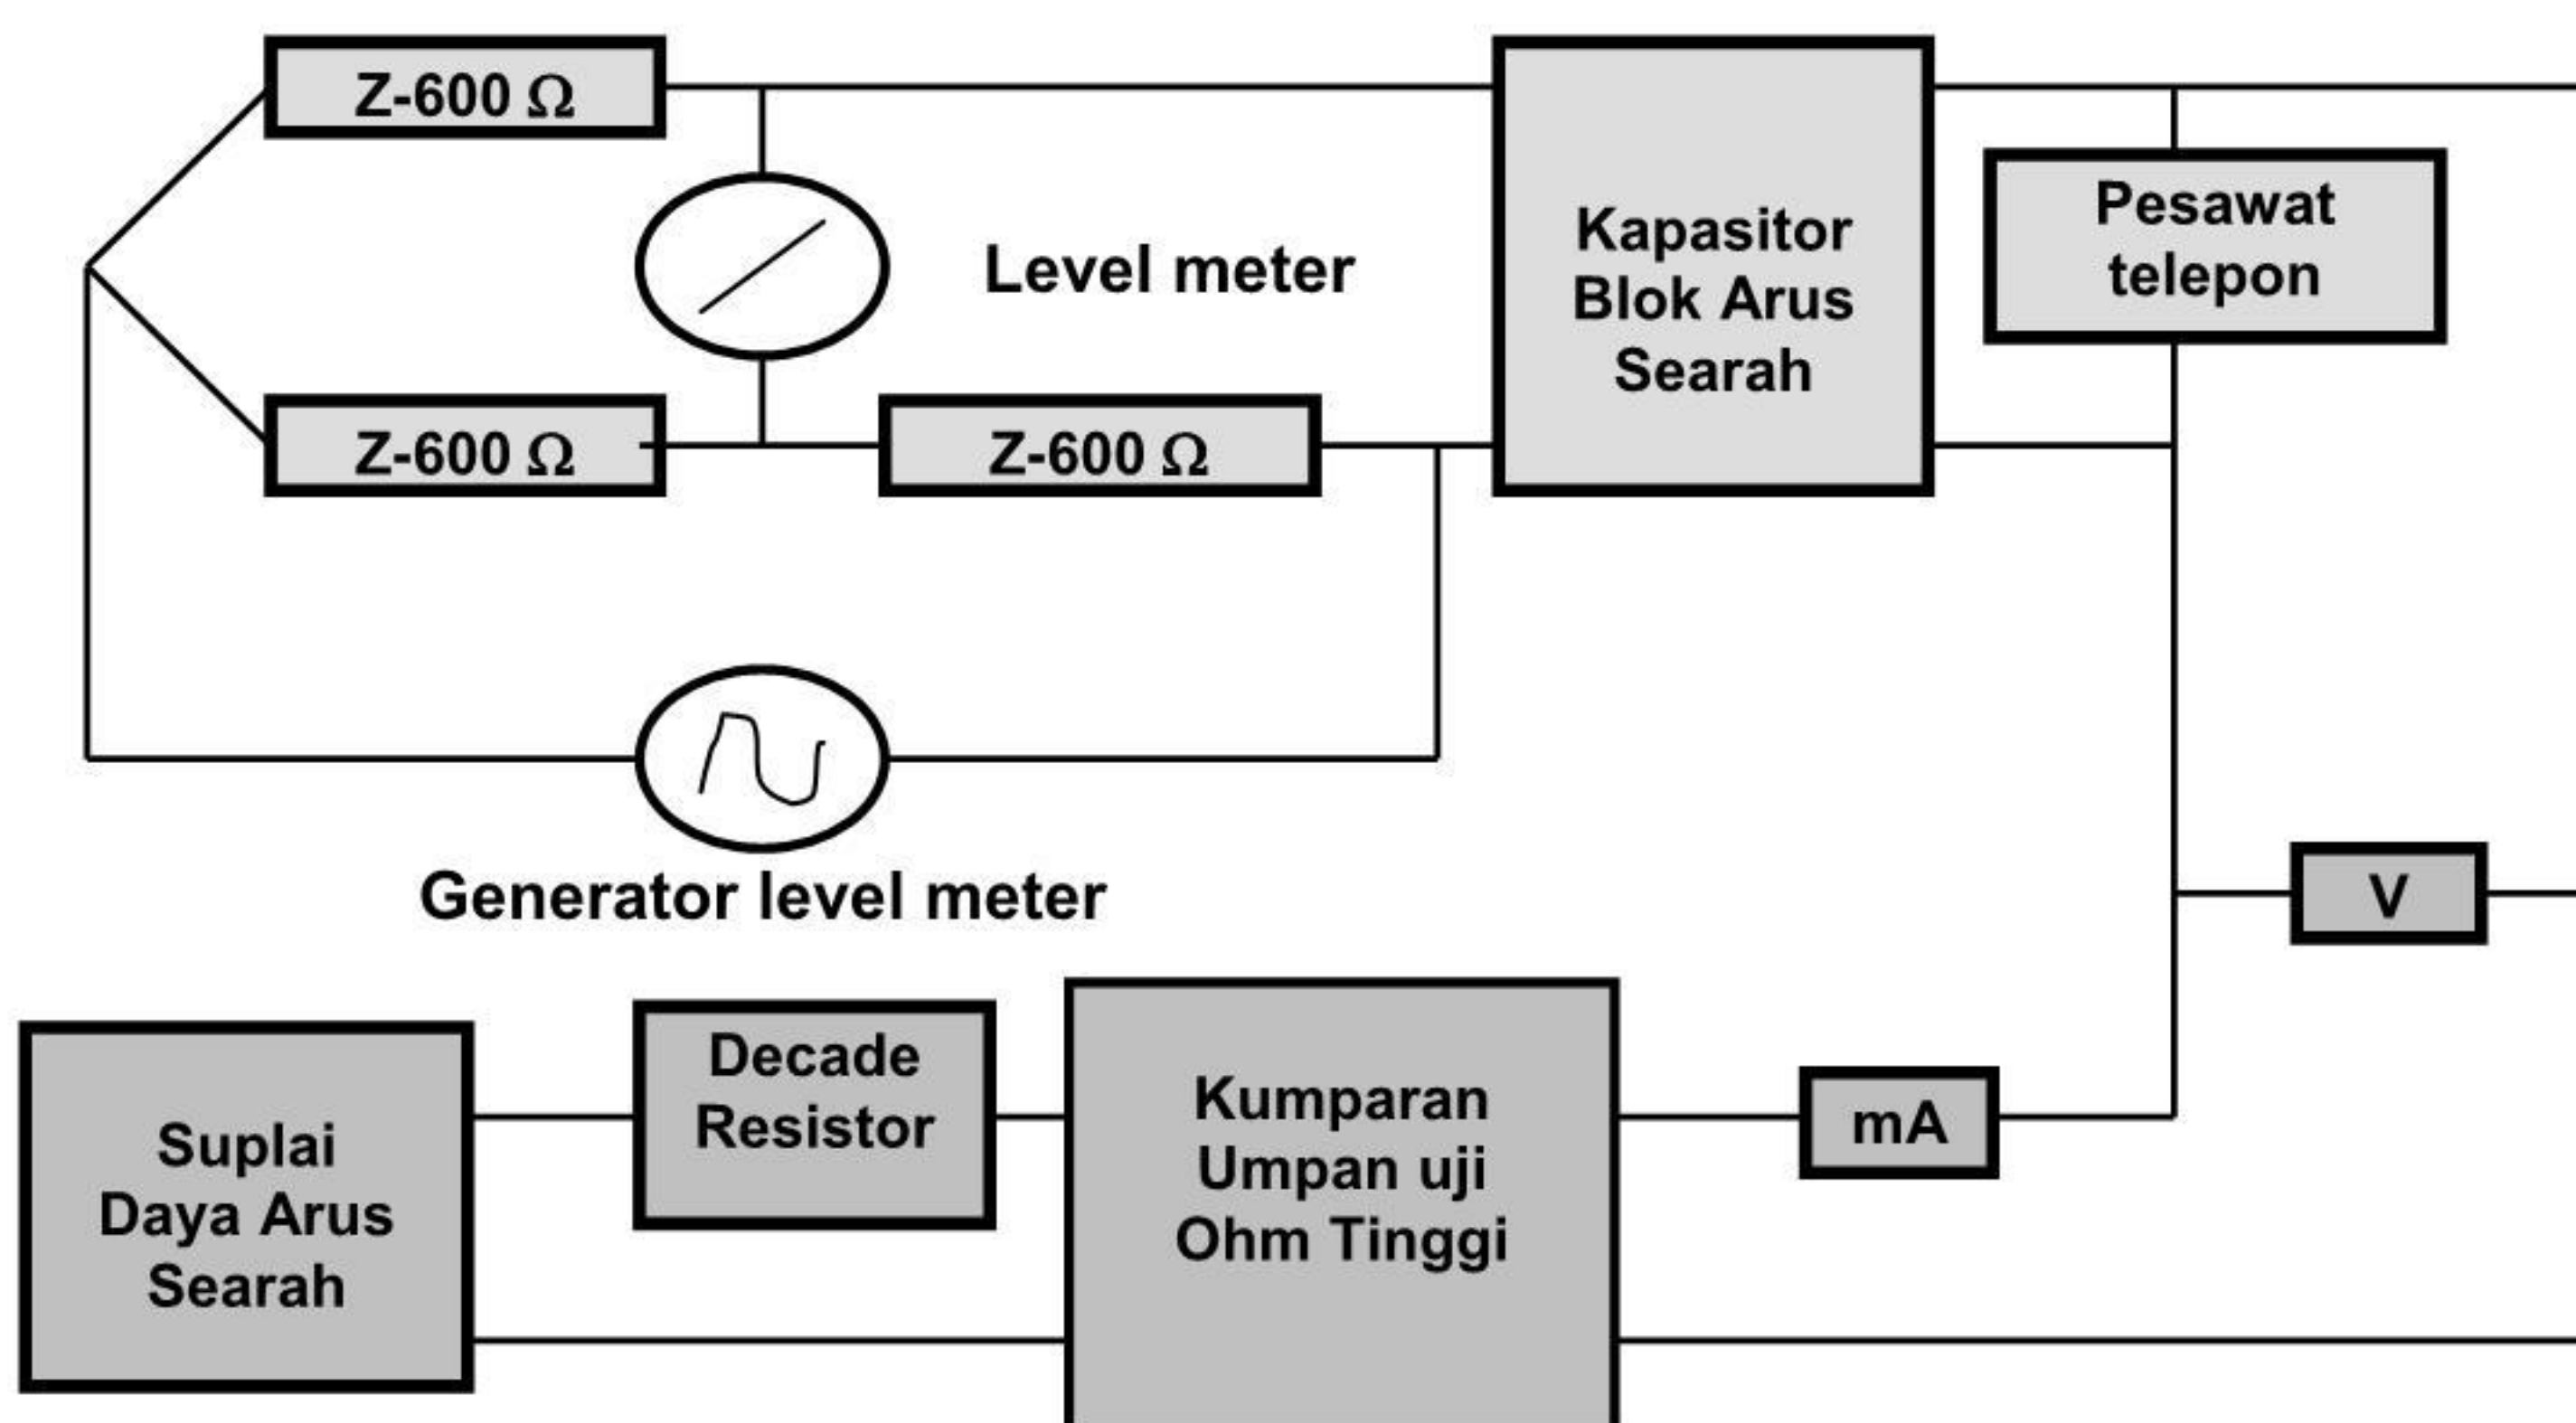 Z-600 Ω
Level meter
Z-600 Ω
Z-600 Ω
Kapasitor
Blok Arus
Searah
Pesawat
telepon
Generator level meter
V
Suplai
Daya Arus
Searah
Decade
Resistor
Kumparan
Umpan uji
Ohm Tinggi
mA